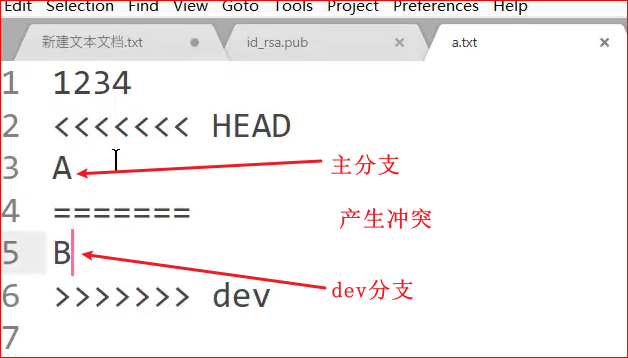 Edit Selection Find View Goto Tools Project Preferences Help
新建文本文档.txt id_rsa.pub a.txt
1 1234
2 <<<<<<< HEAD
3 A 主分支
4 ======= 产生冲突
5 B
6 >>>>>>> dev dev分支
7